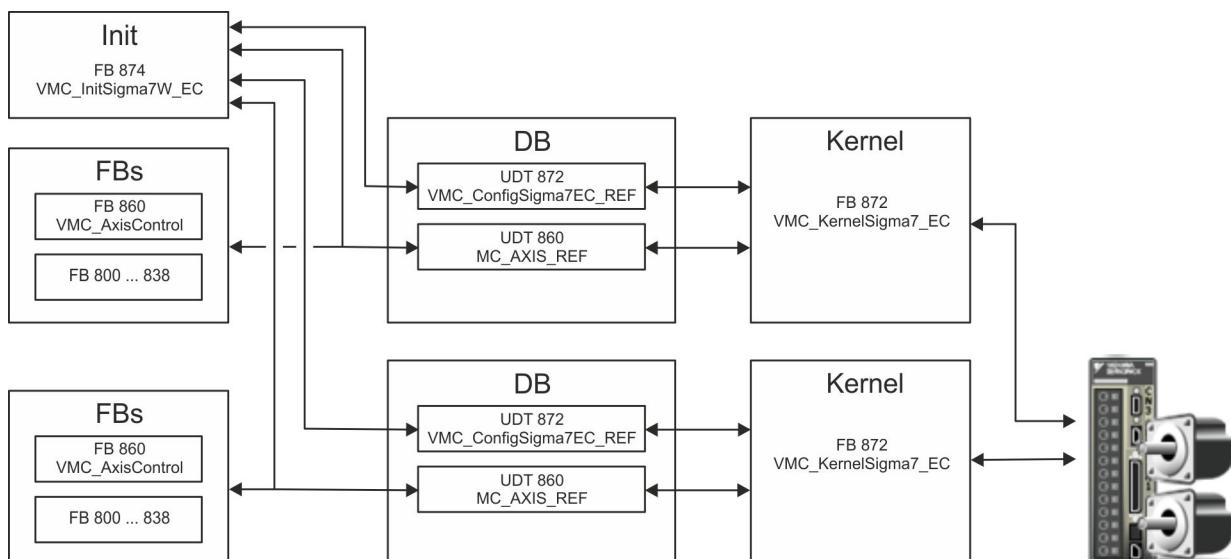 Init
FB 874
VMC_InitSigma7W_EC
FBs
FB 860
VMC_AxisControl
FB 800 ... 838
DB
UDT 872
VMC_ConfigSigma7EC_REF
UDT 860
MC_AXIS_REF
Kernel
FB 872
VMC_KernelSigma7_EC
FBs
FB 860
VMC_AxisControl
FB 800 ... 838
DB
UDT 872
VMC_ConfigSigma7EC_REF
UDT 860
MC_AXIS_REF
Kernel
FB 872
VMC_KernelSigma7_EC